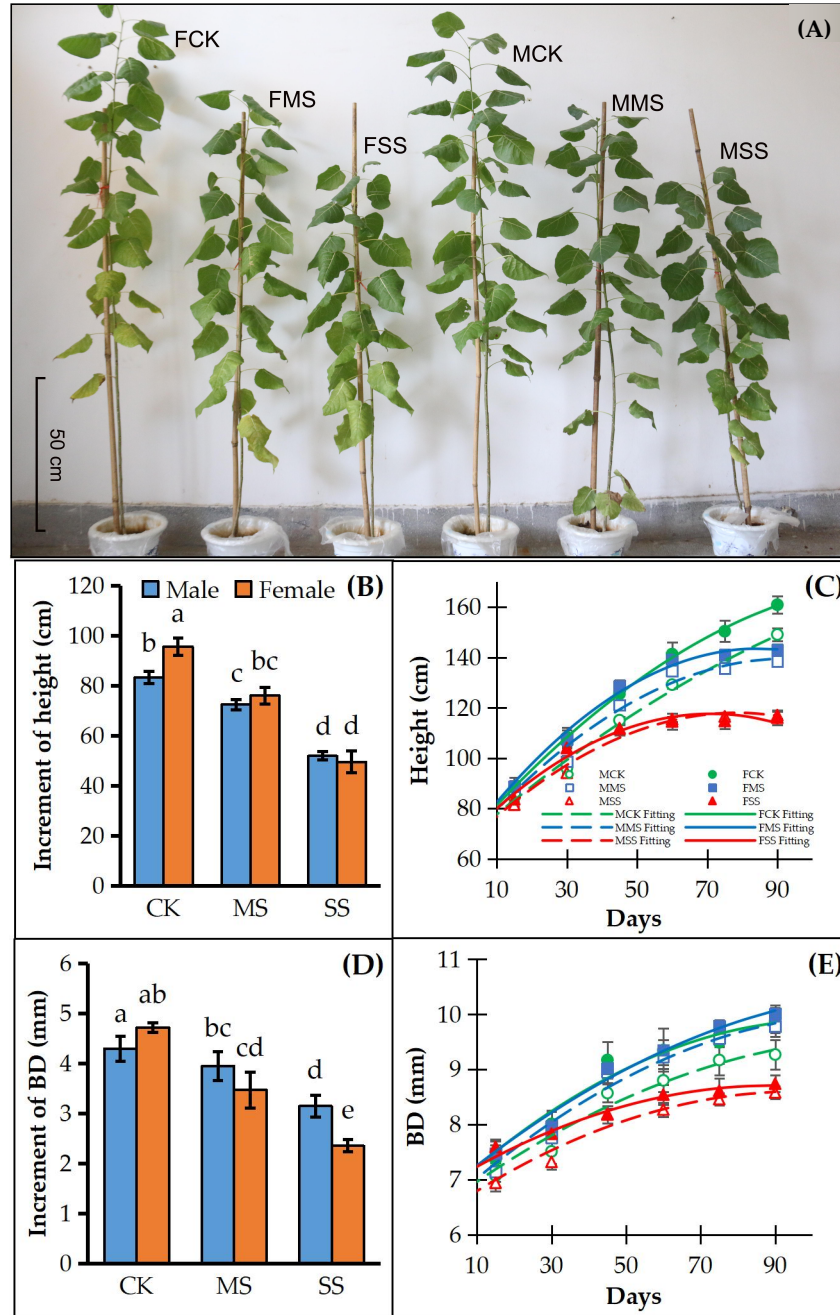 (A)
FCK
FMS
FSS
MCK
MMS
MSS
50 cm
(B)
Male Female
Increment of height (cm)
120
100
80
60
40
20
0
b a
c bc
d d
CK MS SS
(C)
Height (cm)
160
140
120
100
80
60
MCK FCK
MMS FMS
MSS FSS
MCK Fitting FCK Fitting
MMS Fitting FMS Fitting
MSS Fitting FSS Fitting
10 30 50 70 90
Days
(D)
Increment of BD (mm)
6
5
4
3
2
1
0
a ab
bc cd
d e
CK MS SS
(E)
BD (mm)
11
10
9
8
7
6
10 30 50 70 90
Days